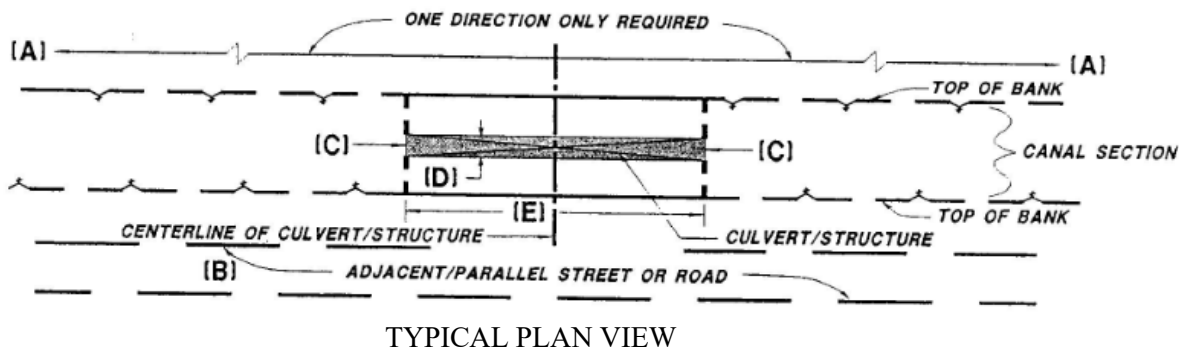 ONE DIRECTION ONLY REQUIRED
[A]
[A]
TOP OF BANK
[C]
[C]
CANAL SECTION
[D]
[E]
TOP OF BANK
CENTERLINE OF CULVERT/STRUCTURE
CULVERT/STRUCTURE
[B]
ADJACENT/PARALLEL STREET OR ROAD
TYPICAL PLAN VIEW